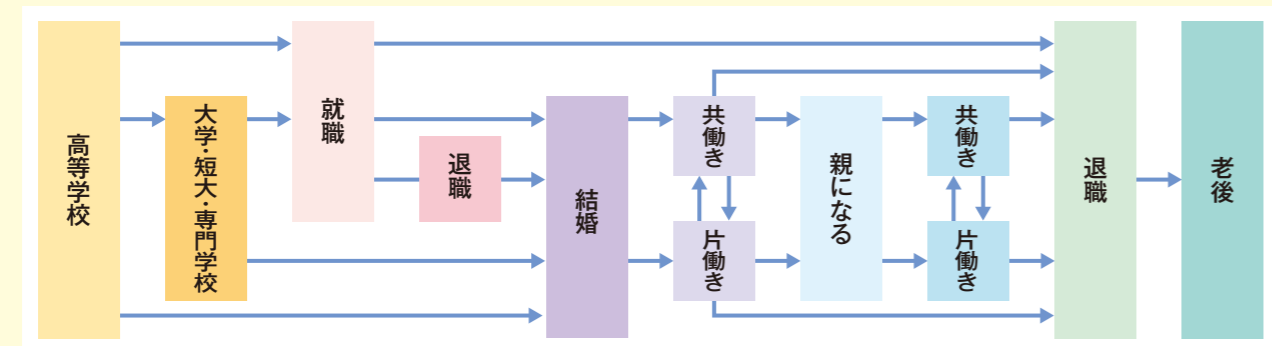 高等学校
大学・短大・専門学校
就職
退職
結婚
共働き
片働き
親になる
共働き
片働き
退職
老後